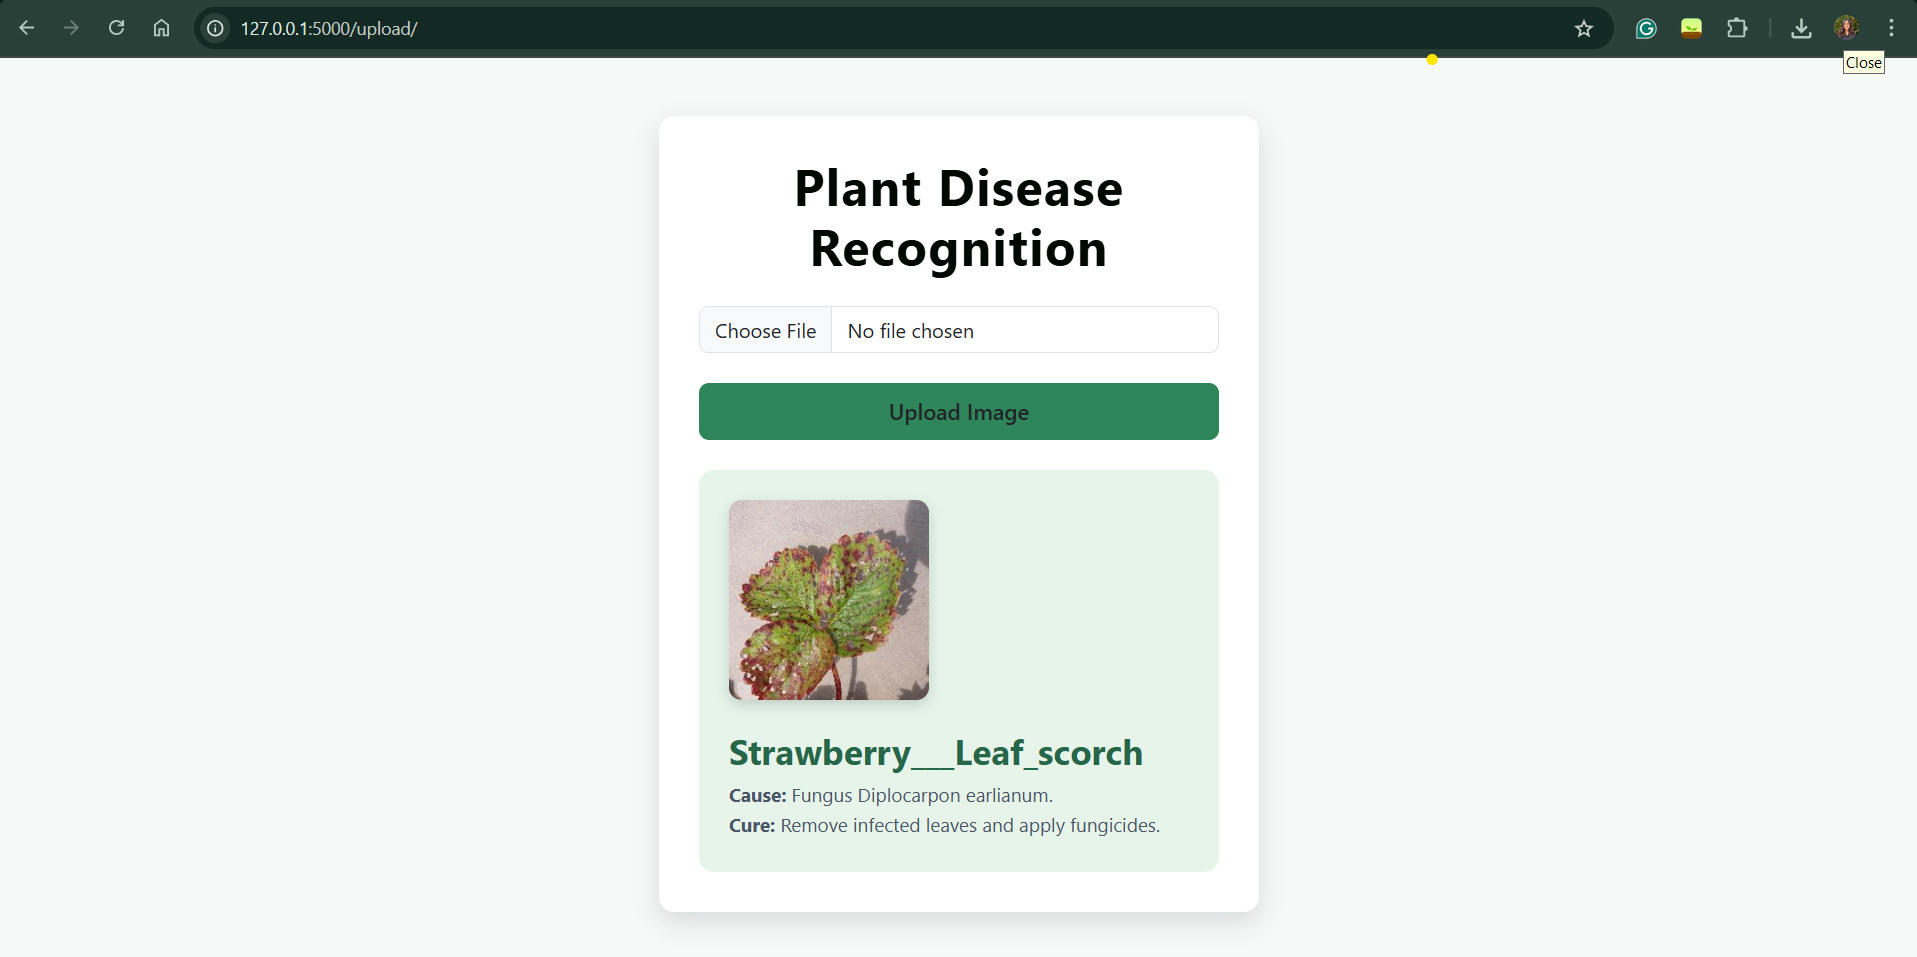 127.0.0.1:5000/upload/
Close
Plant Disease
Recognition
Choose File No file chosen
Upload Image
Strawberry___Leaf_scorch
Cause: Fungus Diplocarpon earlianum.
Cure: Remove infected leaves and apply fungicides.